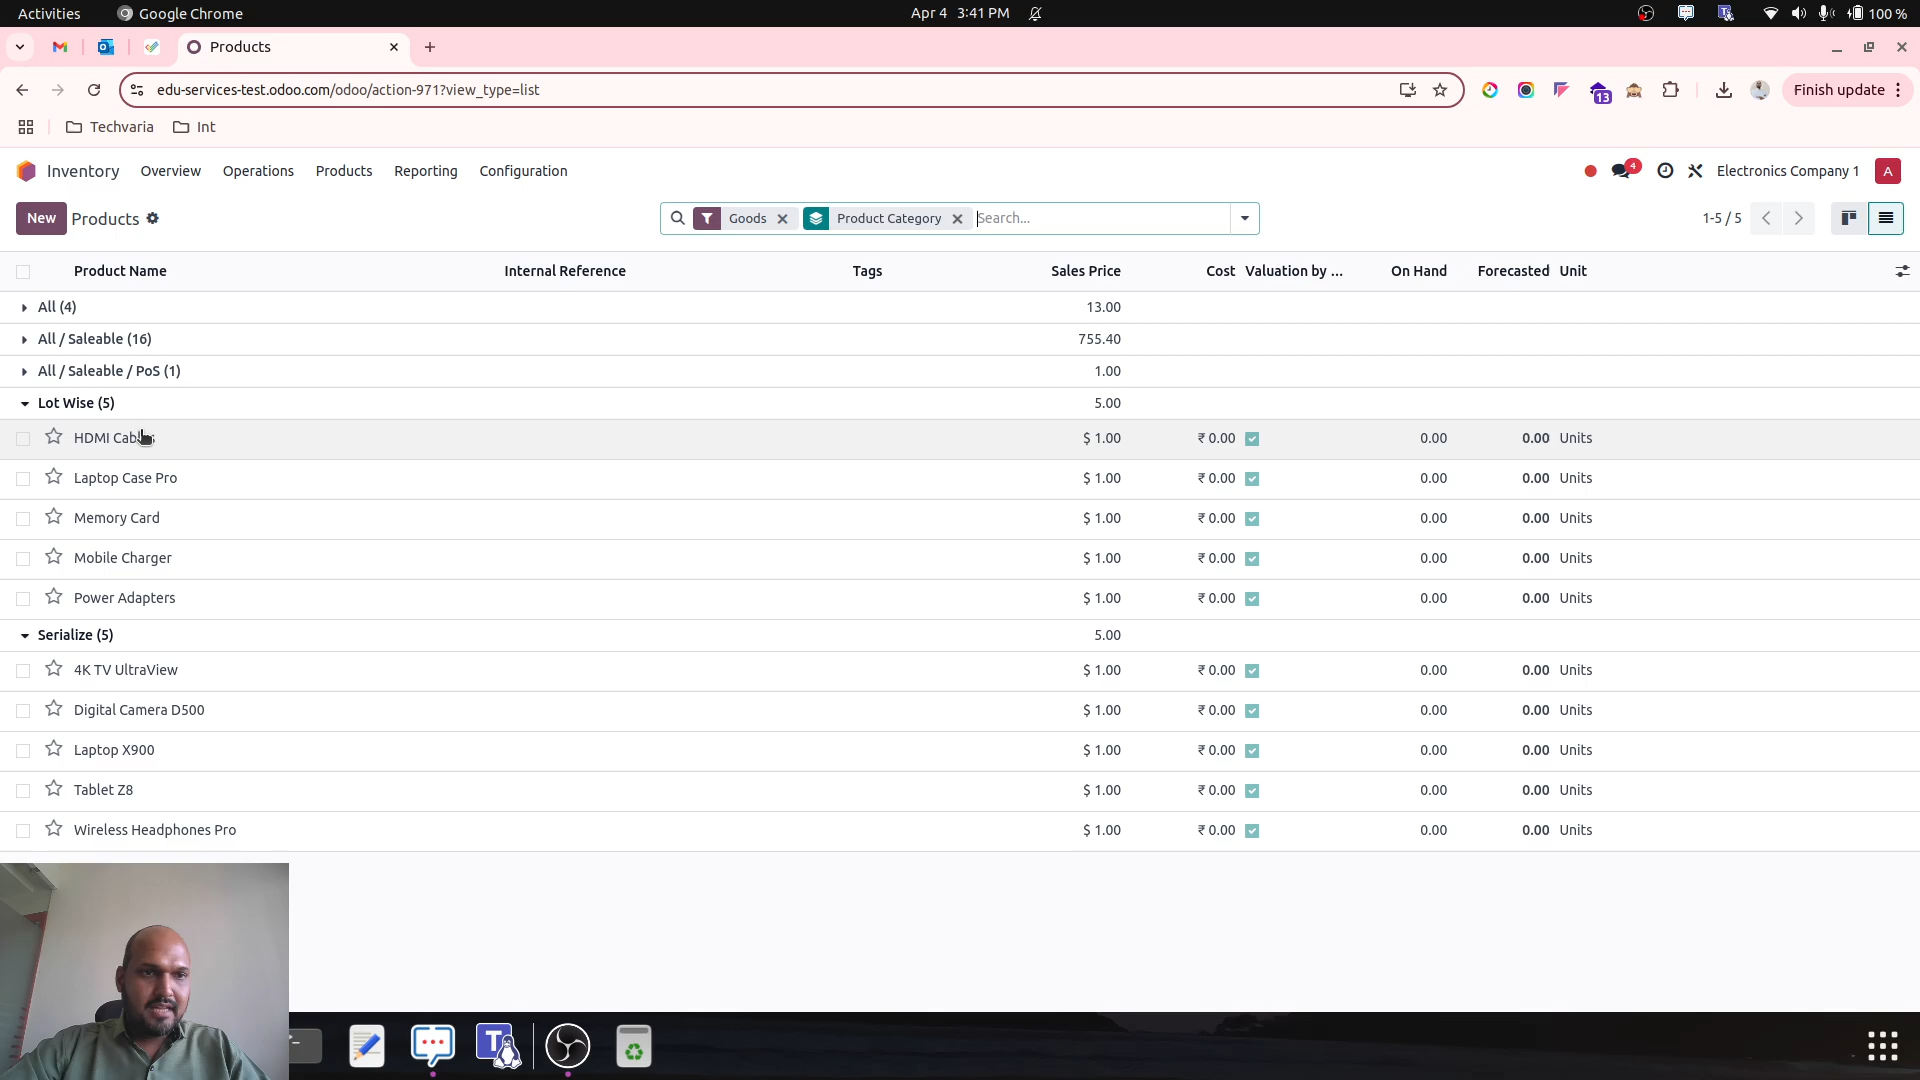 Activities Google Chrome Apr 4 3:41 PM 100 %
Products
edu-services-test.odoo.com/odoo/action-971?view_type=list 13 Finish update
Techvaria Int
Inventory Overview Operations Products Reporting Configuration 4 Electronics Company 1 A
New Products Goods Product Category Search... 1-5 / 5
Product Name Internal Reference Tags Sales Price Cost Valuation by ... On Hand Forecasted Unit
All (4) 13.00
All / Saleable (16) 755.40
All / Saleable / PoS (1) 1.00
Lot Wise (5) 5.00
HDMI Cables $ 1.00 ₹ 0.00 0.00 0.00 Units
Laptop Case Pro $ 1.00 ₹ 0.00 0.00 0.00 Units
Memory Card $ 1.00 ₹ 0.00 0.00 0.00 Units
Mobile Charger $ 1.00 ₹ 0.00 0.00 0.00 Units
Power Adapters $ 1.00 ₹ 0.00 0.00 0.00 Units
Serialize (5) 5.00
4K TV UltraView $ 1.00 ₹ 0.00 0.00 0.00 Units
Digital Camera D500 $ 1.00 ₹ 0.00 0.00 0.00 Units
Laptop X900 $ 1.00 ₹ 0.00 0.00 0.00 Units
Tablet Z8 $ 1.00 ₹ 0.00 0.00 0.00 Units
Wireless Headphones Pro $ 1.00 ₹ 0.00 0.00 0.00 Units